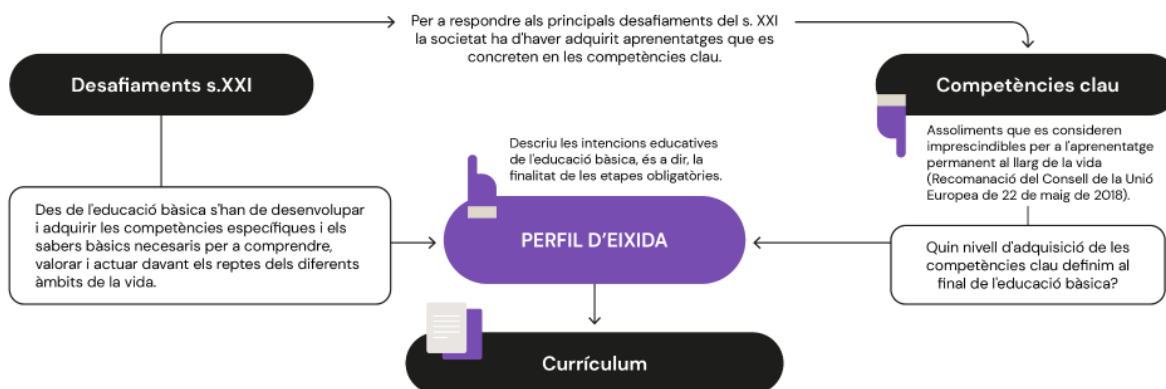 Per a respondre als principals desafiaments del s. XXI
la societat ha d'haver adquirit aprenentatges que es
concreten en les competències clau.
Desafiaments s.XXI
Competències clau
Descriu les intencions educatives
de l'educació bàsica, és a dir, la
finalitat de les etapes obligatòries.
Assoliments que es consideren
imprescindibles per a l'aprenentatge
permanent al llarg de la vida
(Recomanació del Consell de la Unió
Europea de 22 de maig de 2018).
Des de l'educació bàsica s'han de desenvolupar
i adquirir les competències específiques i els
sabers bàsics necesaris per a comprendre,
valorar i actuar davant els reptes dels diferents
àmbits de la vida.
PERFIL D'EIXIDA
Quin nivell d'adquisició de les
competències clau definim al
final de l'educació bàsica?
Currículum